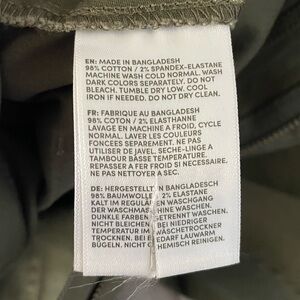 EN: MADE IN BANGLADESH
98% COTTON / 2% SPANDEX-ELASTANE
MACHINE WASH COLD NORMAL. WASH
DARK COLORS SEPARATELY. DO NOT
BLEACH. TUMBLE DRY LOW. COOL
IRON IF NEEDED. DO NOT DRY CLEAN.
FR: FABRIQUE AU BANGLADESH
98% COTON / 2% ELASTHANNE
LAVAGE EN MACHINE A FROID, CYCLE
NORMAL. LAVER LES COULEURS
FONCEES SEPAREMENT. NE PAS
UTILISER DE JAVEL. SECHE-LINGE A
TAMBOUR BASSE TEMPERATURE.
REPASSER A FER FROID SI NECESSAIRE.
NE PAS NETTOYER A SEC.
DE: HERGESTELLT IN BANGLADESCH
98% BAUMWOLLE / 2% ELASTANE
KALT IM REGULÄREN WASCHGANG
DER WASCHMASCHINE WASCHEN.
DUNKLE FARBEN GETRENNT WASCHEN.
NICHT BLEICHEN. BEI NIEDRIGER
TEMPERATUR IM WÄSCHETROCKNER
TROCKNEN. BEI BEDARF LAUWARM
BÜGELN. NICHT CHEMISCH REINIGEN.